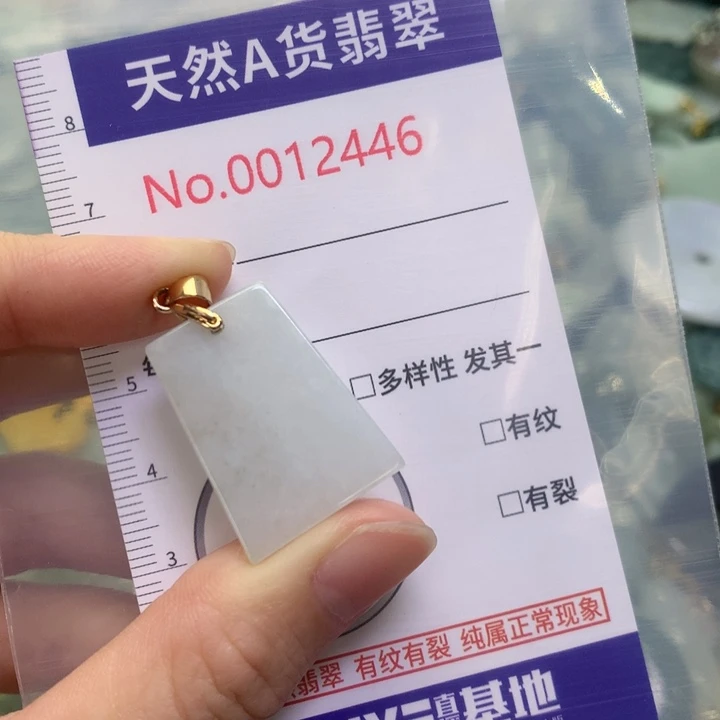 天然A货翡翠
No.0012446
8
7
5
□多样性 发其一
□有纹
4
□有裂
3
翡翠 有纹有裂 纯属正常现象
基地